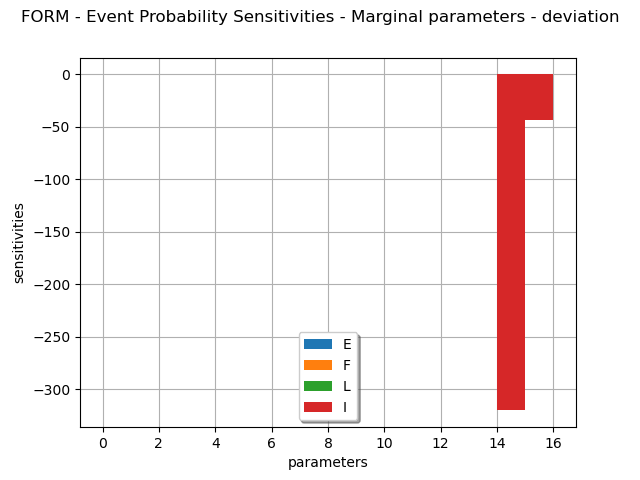 FORM - Event Probability Sensitivities - Marginal parameters - deviation
0
−50
−100
−150
−200
−250
−300
sensitivities
E
F
L
I
0 2 4 6 8 10 12 14 16
parameters